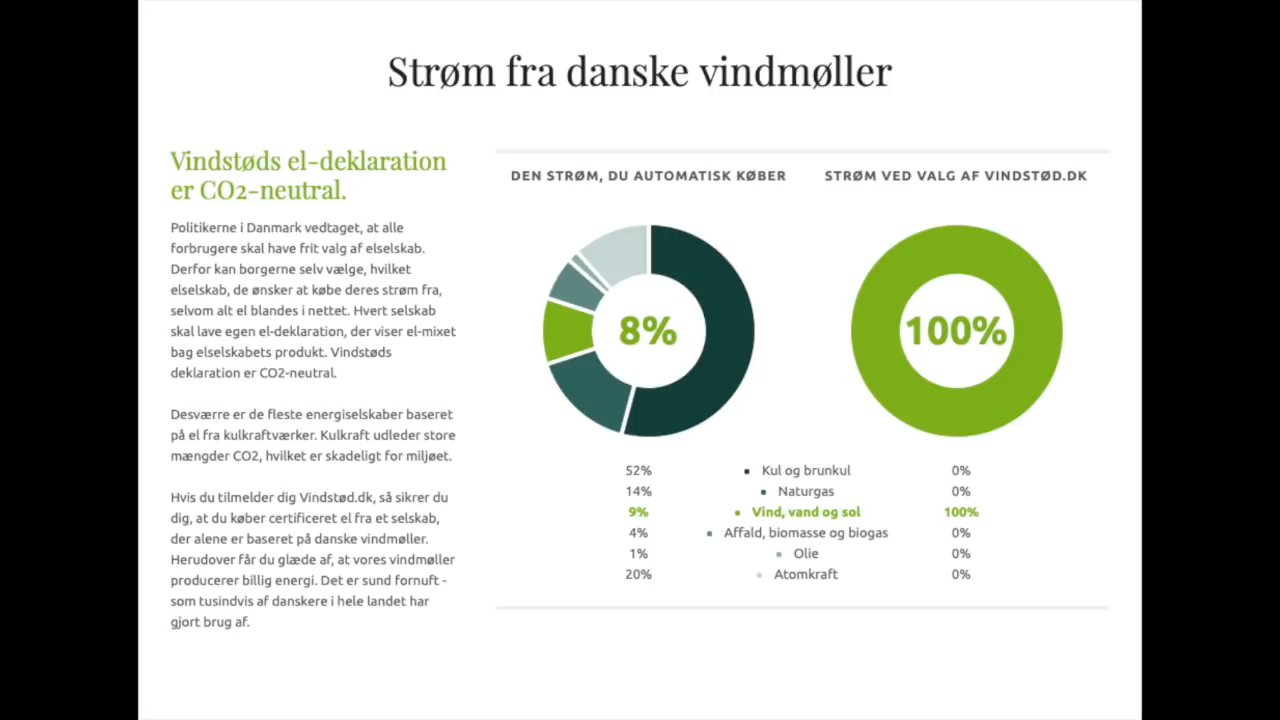 Strøm fra danske vindmøller
Vindstøds el-deklaration
er CO2-neutral.
Politikerne i Danmark vedtaget, at alle
forbrugere skal have frit valg af elselskab.
Derfor kan borgerne selv vælge, hvilket
elselskab, de ønsker at købe deres strøm fra,
selvom alt el blandes i nettet. Hvert selskab
skal lave egen el-deklaration, der viser el-mixet
bag elselskabets produkt. Vindstøds
deklaration er CO2-neutral.
Desværre er de fleste energiselskaber baseret
på el fra kulkraftværker. Kulkraft udleder store
mængder CO2, hvilket er skadeligt for miljøet.
Hvis du tilmelder dig Vindstød.dk, så sikrer du
dig, at du køber certificeret el fra et selskab,
der alene er baseret på danske vindmøller.
Herudover får du glæde af, at vores vindmøller
producerer billig energi. Det er sund fornuft -
som tusindvis af danskere i hele landet har
gjort brug af.
DEN STRØM, DU AUTOMATISK KØBER STRØM VED VALG AF VINDSTØD.DK
8% 100%
52% Kul og brunkul 0%
14% Naturgas 0%
9% Vind, vand og sol 100%
4% Affald, biomasse og biogas 0%
1% Olie 0%
20% Atomkraft 0%